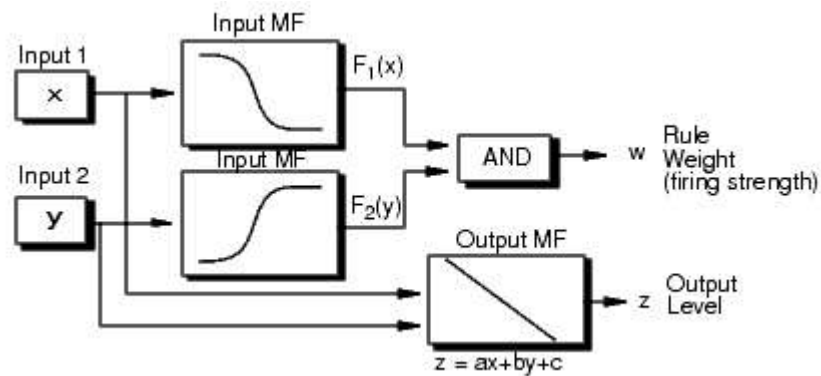 Input MF
Input 1
x
F1(x)
Input MF
Input 2
y
F2(y)
AND
w
Rule
Weight
(firing strength)
Output MF
z = ax+by+c
z
Output
Level